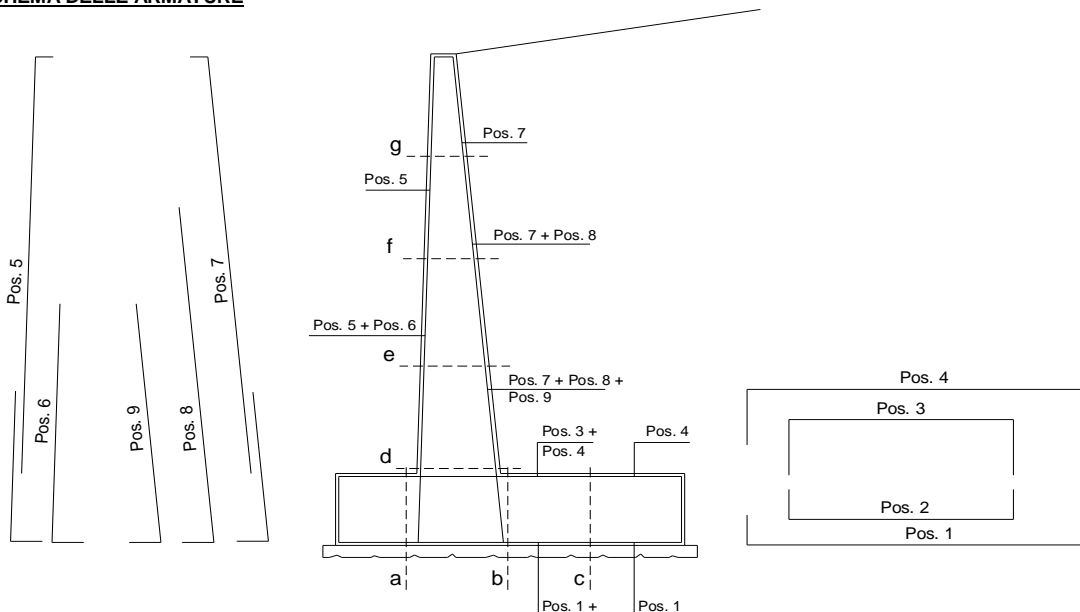 SCHEMA DELLE ARMATURE
Pos. 5
Pos. 6
Pos. 9
Pos. 8
Pos. 7
g
Pos. 7
Pos. 5
f
Pos. 7 + Pos. 8
Pos. 5 + Pos. 6
e
Pos. 7 + Pos. 8 +
Pos. 9
d
Pos. 3 +
Pos. 4
Pos. 4
a
b
c
Pos. 1 +
Pos. 1
Pos. 4
Pos. 3
Pos. 2
Pos. 1